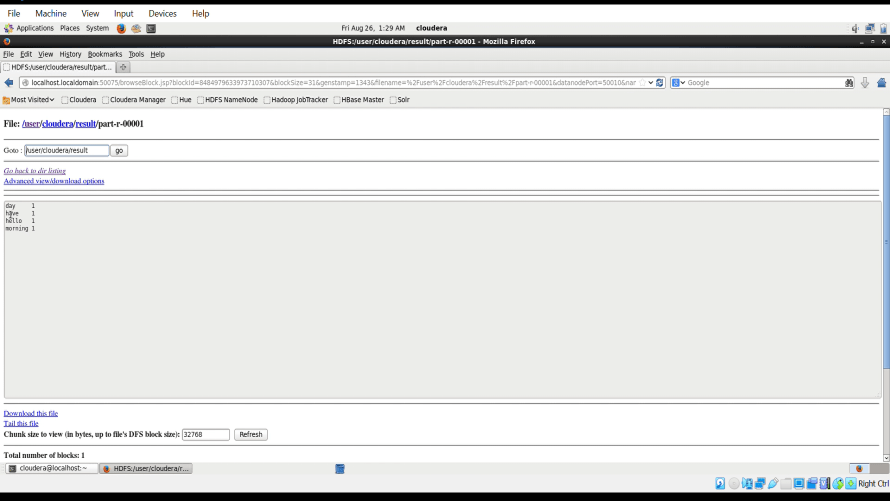 File Machine View Input Devices Help
Applications Places System Fri Aug 26, 1:29 AM cloudera
HDFS:/user/cloudera/result/part-r-00001 - Mozilla Firefox
File Edit View History Bookmarks Tools Help
HDFS:/user/cloudera/result/part...
localhost.localdomain:50075/browseBlock.jsp?blockId=8484979633973710307&blockSize=31&genstamp=1343&filename=%2Fuser%2Fcloudera%2Fresult%2Fpart-r-00001&datanodePort=50010&nan Google
Most Visited Cloudera Cloudera Manager Hue HDFS NameNode Hadoop JobTracker HBase Master Solr
File: /user/cloudera/result/part-r-00001
Goto : /user/cloudera/result go
Go back to dir listing
Advanced view/download options
day 1
have 1
hello 1
morning 1
Download this file
Tail this file
Chunk size to view (in bytes, up to file's DFS block size): 32768 Refresh
Total number of blocks: 1
cloudera@localhost:~ HDFS:/user/cloudera/r...
Right Ctrl